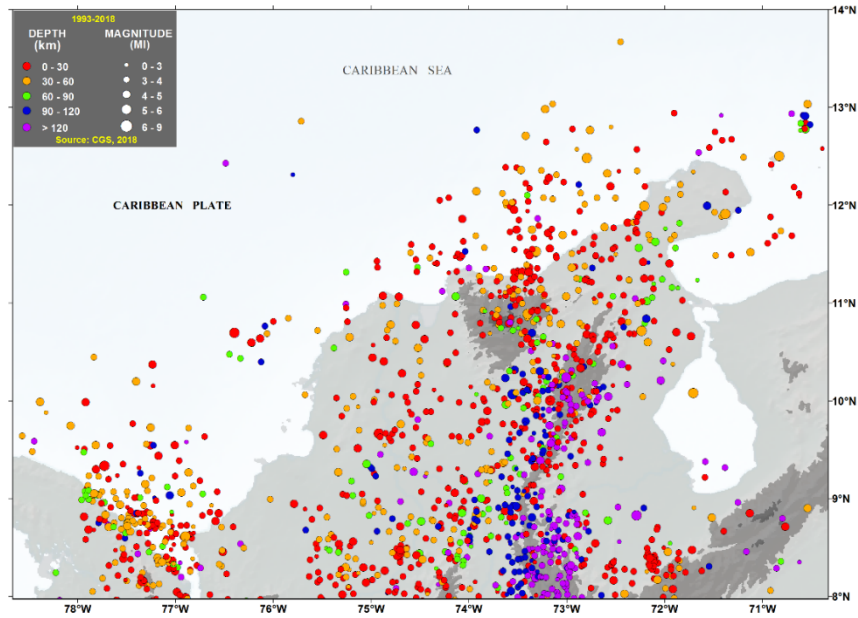 1993-2018
DEPTH MAGNITUDE
(km) (Ml)
0 - 30 0 - 3
30 - 60 3 - 4
60 - 90 4 - 5
90 - 120 5 - 6
> 120 6 - 9
Source: CGS, 2018
CARIBBEAN SEA
CARIBBEAN PLATE
14°N
13°N
12°N
11°N
10°N
9°N
8°N
78°W 77°W 76°W 75°W 74°W 73°W 72°W 71°W